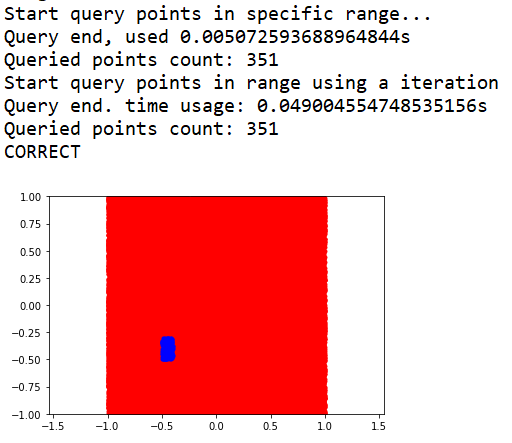 Start query points in specific range...
Query end, used 0.005072593688964844s
Queried points count: 351
Start query points in range using a iteration
Query end. time usage: 0.049004554748535156s
Queried points count: 351
CORRECT
1.00
0.75
0.50
0.25
0.00
−0.25
−0.50
−0.75
−1.00
−1.5 −1.0 −0.5 0.0 0.5 1.0 1.5